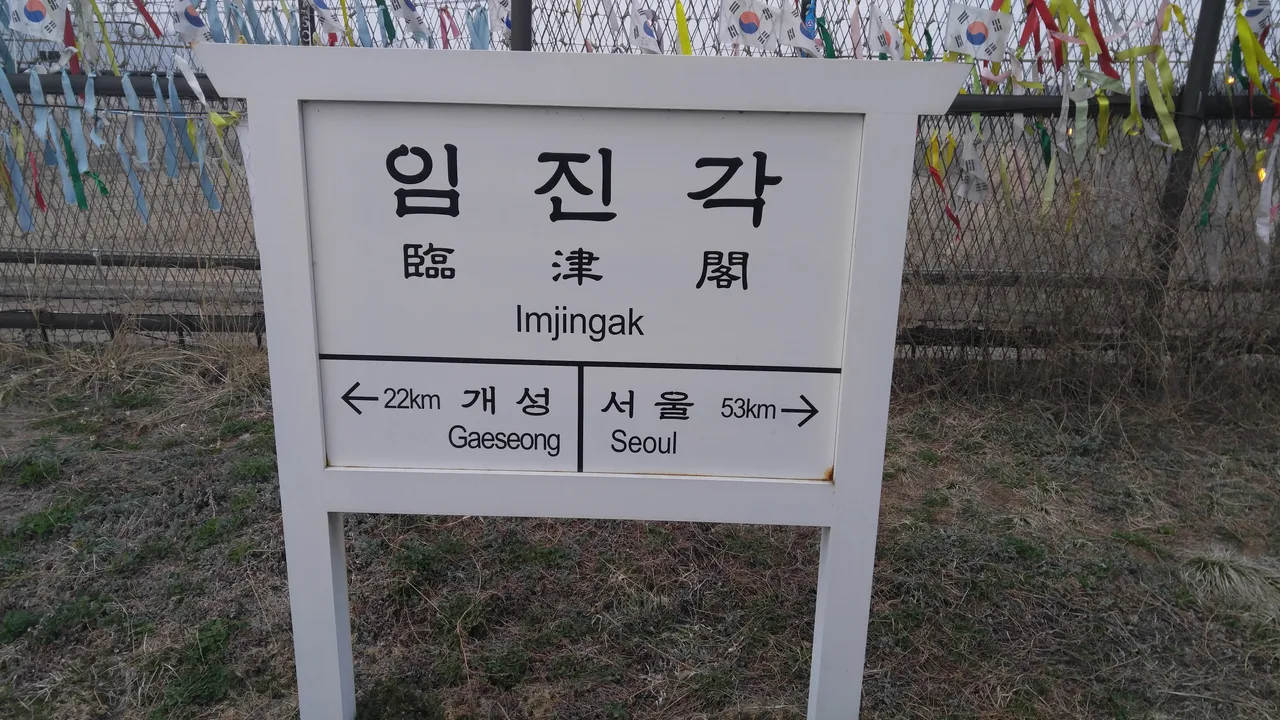 임 진 각
臨 津 閣
Imjingak
← 22km 개 성
Gaeseong
서 울 53km →
Seoul